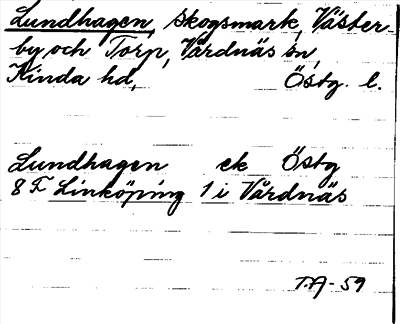 Lundhagen, skogsmark, Väster-
by och Torp, Vårdnäs sn,
Kinda hd, Östg. l.
Lundhagen ek Östg
8 F Linköping 1 i Vårdnäs
T.A-59